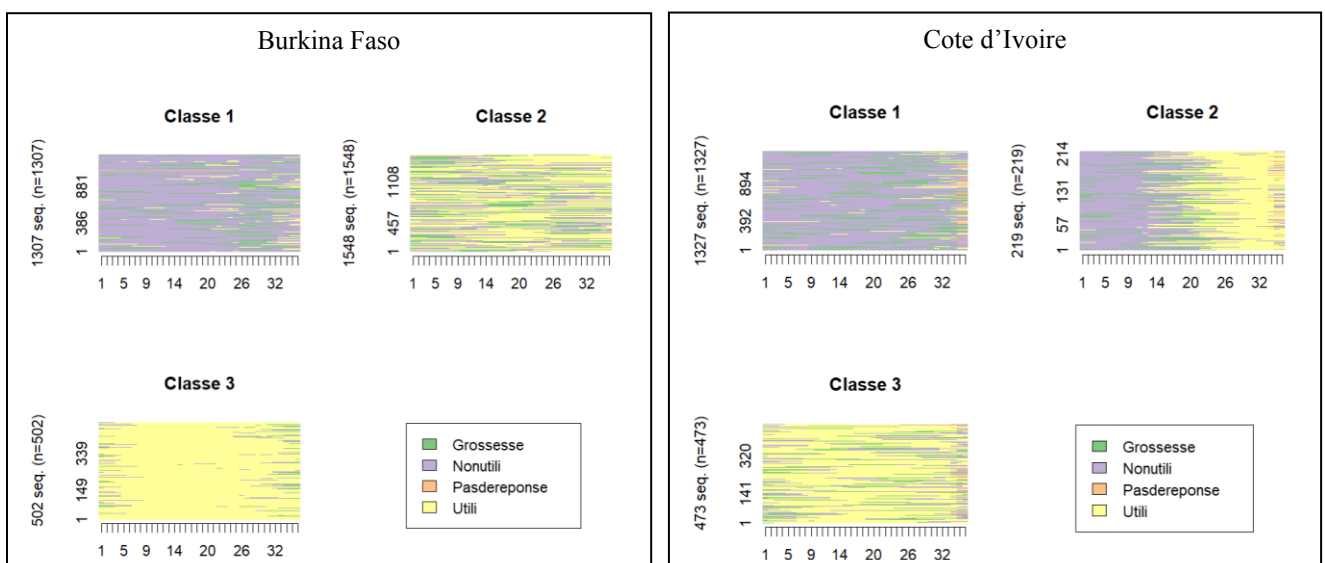 Burkina Faso
Classe 1
1307 seq. (n=1307)
1 386 881
1 5 9 14 20 26 32
Classe 2
1548 seq. (n=1548)
1 457 1108
1 5 9 14 20 26 32
Classe 3
502 seq. (n=502)
1 149 339
1 5 9 14 20 26 32
Grossesse
Nonutili
Pasdereponse
Utili
Cote d’Ivoire
Classe 1
1327 seq. (n=1327)
1 392 894
1 5 9 14 20 26 32
Classe 2
219 seq. (n=219)
1 57 131 214
1 5 9 14 20 26 32
Classe 3
473 seq. (n=473)
1 141 320
1 5 9 14 20 26 32
Grossesse
Nonutili
Pasdereponse
Utili